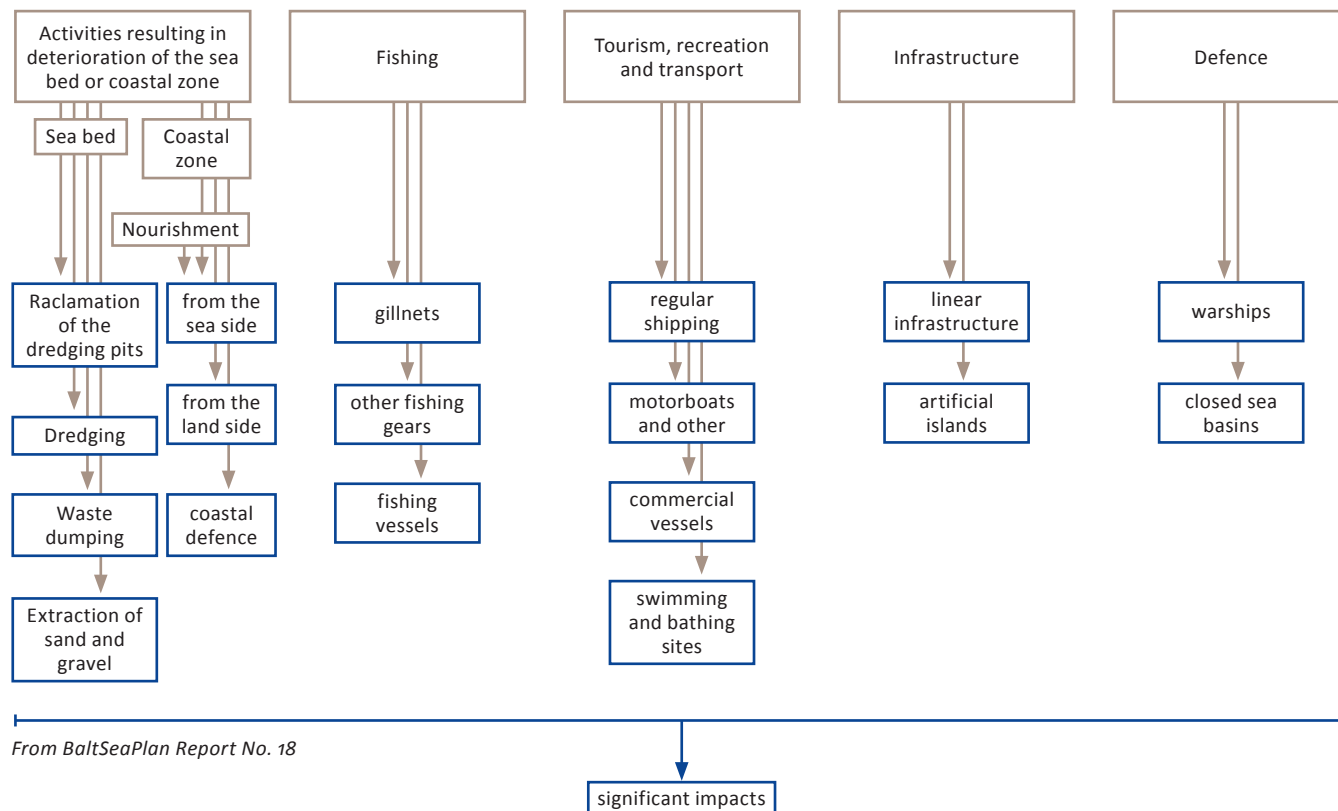 Activities resulting in
deterioration of the sea
bed or coastal zone
Fishing
Tourism, recreation
and transport
Infrastructure
Defence
Sea bed
Coastal
zone
Nourishment
Raclamation
of the
dredging pits
from the
sea side
gillnets
regular
shipping
linear
infrastructure
warships
Dredging
from the
land side
other fishing
gears
motorboats
and other
artificial
islands
closed sea
basins
Waste
dumping
coastal
defence
fishing
vessels
commercial
vessels
Extraction of
sand and
gravel
swimming
and bathing
sites
From BaltSeaPlan Report No. 18
significant impacts